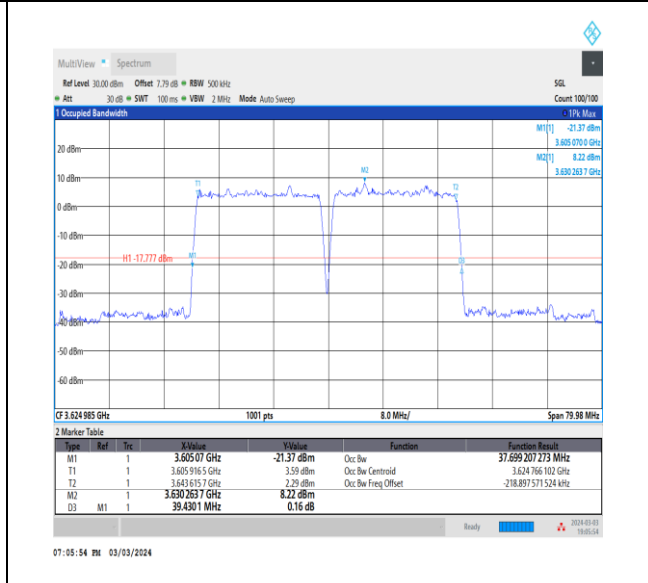 MultiView Spectrum
Ref Level 30.00 dBm Offset 7.79 dB RBW 500 kHz SGL
Att 30 dB SWT 100 ms VBW 2 MHz Mode Auto Sweep Count 100/100
1 Occupied Bandwidth 1Pk Max
M1[1] -21.37 dBm
3.605 070 0 GHz
M2[1] 8.22 dBm
3.630 263 7 GHz
20 dBm
M2
10 dBm
T1 T2
0 dBm
-10 dBm
H1 -17.777 dBm M1
-20 dBm D3
-30 dBm
-40 dBm
-50 dBm
-60 dBm
CF 3.624 985 GHz 1001 pts 8.0 MHz/ Span 79.98 MHz
2 Marker Table
Type Ref Trc X-Value Y-Value Function Function Result
M1 1 3.605 07 GHz -21.37 dBm Occ Bw 37.699 207 273 MHz
T1 1 3.605 916 5 GHz 3.59 dBm Occ Bw Centroid 3.624 766 102 GHz
T2 1 3.643 615 7 GHz 2.29 dBm Occ Bw Freq Offset -218.897 571 524 kHz
M2 1 3.630 263 7 GHz 8.22 dBm
D3 M1 1 39.430 1 MHz 0.16 dB
Ready 2024-03-03
19:05:54
07:05:54 PM 03/03/2024